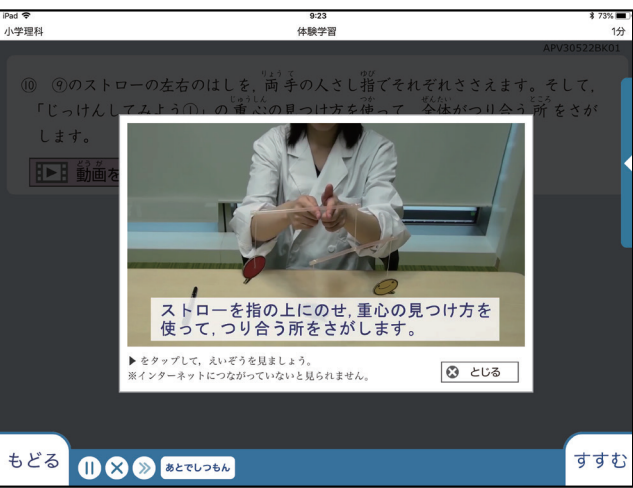 iPad 9:23 73%
小学理科 体験学習 1分
APV30522BK01
⑩ ⑨のストローの左右のはしを,両手の人さし指でそれぞれささえます。そして,
「じっけんしてみよう①」の重心の見つけ方を使って,全体がつり合う所をさが
します。
動画を
ストローを指の上にのせ,重心の見つけ方を
使って,つり合う所をさがします。
▶ をタップして,えいぞうを見ましょう。
※インターネットにつながっていないと見られません。
とじる
もどる
あとでしつもん
すすむ